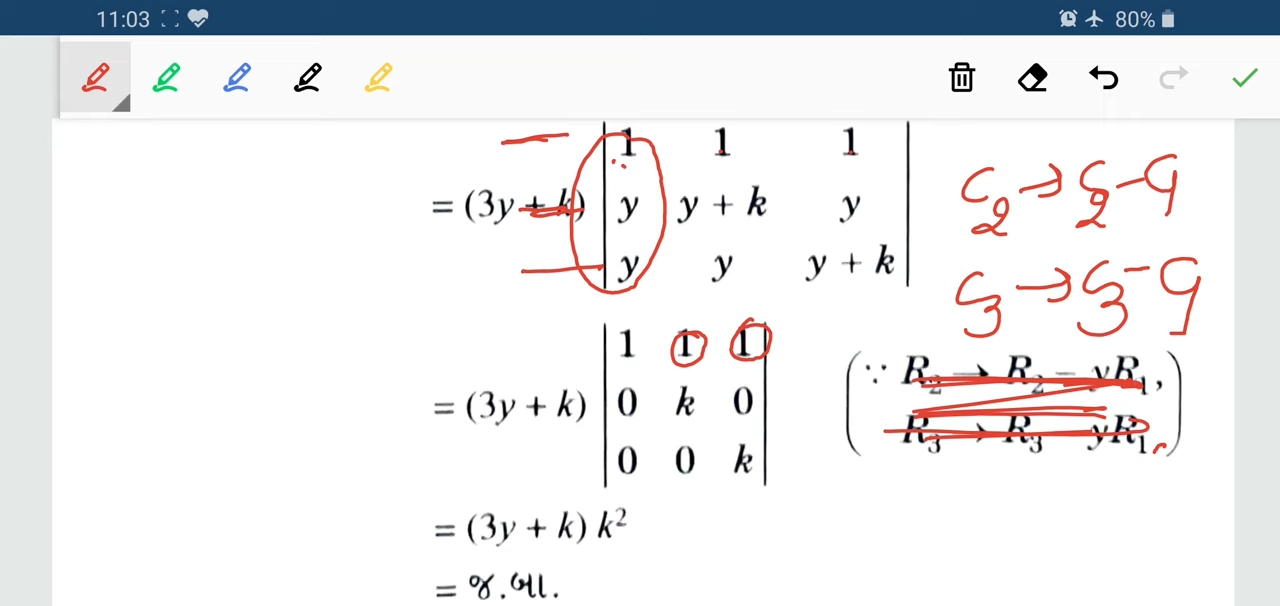 11:03 80%
| 1 1 1 |
= (3y + k) | y y + k y |
| y y y + k |
C2 → C2 - C1
C3 → C3 - C1
| 1 1 1 |
= (3y + k) | 0 k 0 |
| 0 0 k |
(∵ R₂ → R₂ – yR₁,
R₃ → R₃ – yR₁)
= (3y + k) k²
= જ.બા.